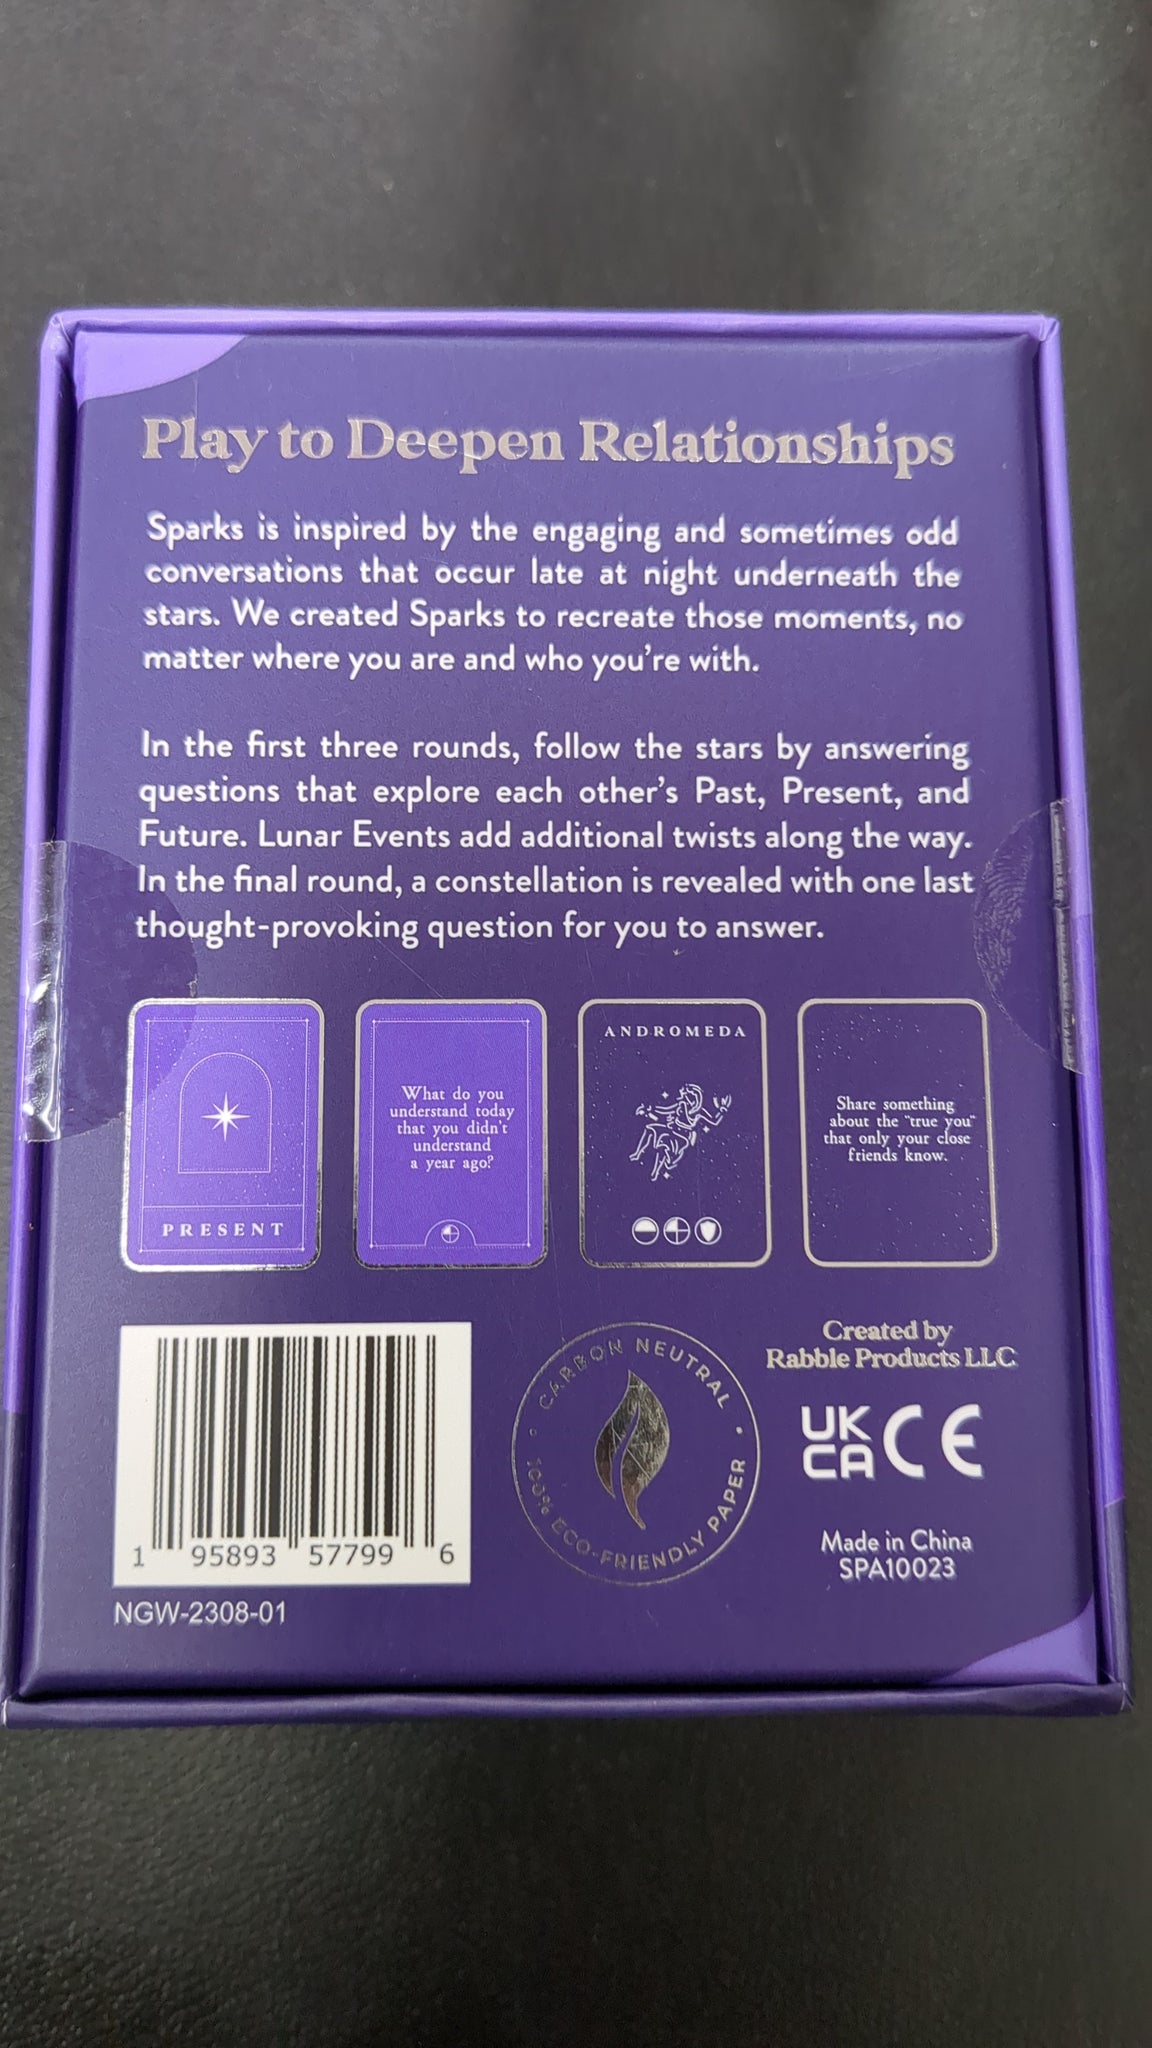 Play to Deepen Relationships
Sparks is inspired by the engaging and sometimes odd
conversations that occur late at night underneath the
stars. We created Sparks to recreate those moments, no
matter where you are and who you're with.
In the first three rounds, follow the stars by answering
questions that explore each other's Past, Present, and
Future. Lunar Events add additional twists along the way.
In the final round, a constellation is revealed with one last
thought-provoking question for you to answer.
PRESENT
What do you
understand today
that you didn't
understand
a year ago?
ANDROMEDA
Share something
about the "true you"
that only your close
friends know.
1 95893 57799 6
NGW-2308-01
CARBON NEUTRAL
100% ECO-FRIENDLY PAPER
Created by
Rabble Products LLC
UK
CA CE
Made in China
SPA10023